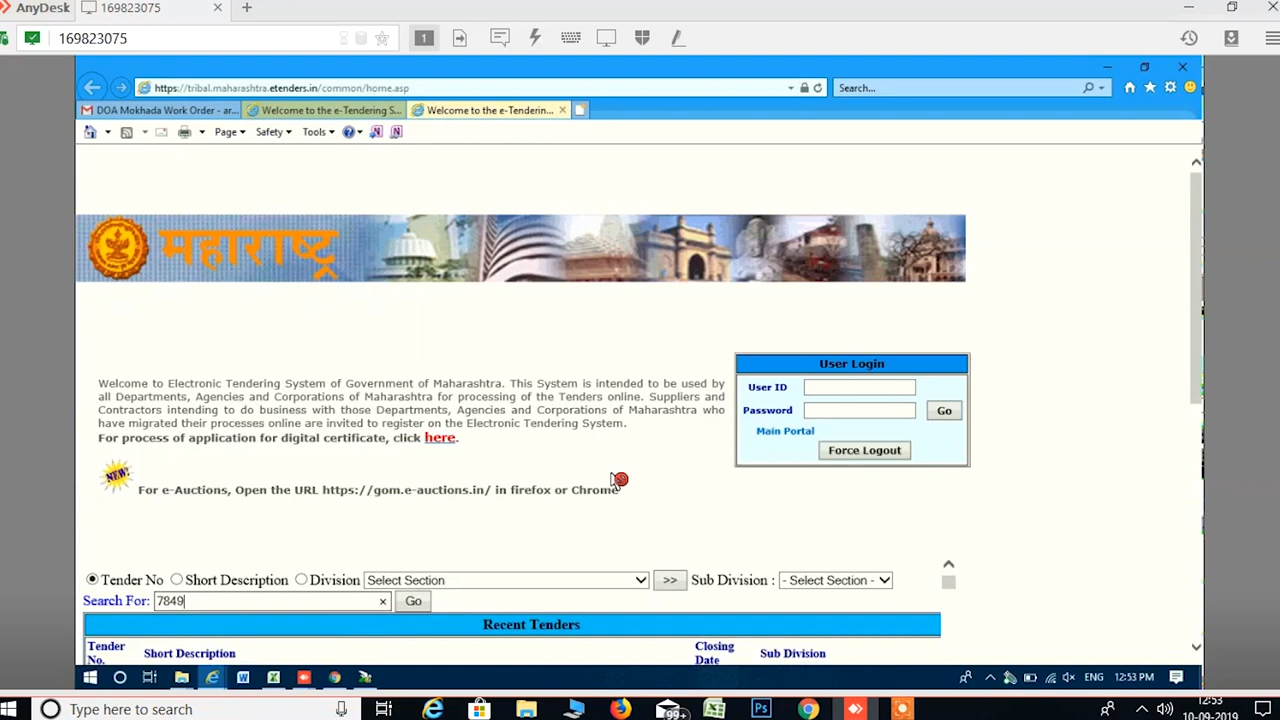 AnyDesk 169823075
169823075 1
https://tribal.maharashtra.etenders.in/common/home.asp Search...
DOA Mokhada Work Order - ar... Welcome to the e-Tendering S... Welcome to the e-Tenderin...
Page Safety Tools
महाराष्ट्र
User Login
Welcome to Electronic Tendering System of Government of Maharashtra. This System is intended to be used by
all Departments, Agencies and Corporations of Maharashtra for processing of the Tenders online. Suppliers and
Contractors intending to do business with those Departments, Agencies and Corporations of Maharashtra who
have migrated their processes online are invited to register on the Electronic Tendering System.
For process of application for digital certificate, click here.
User ID
Password Go
Main Portal
Force Logout
NEW!
For e-Auctions, Open the URL https://gom.e-auctions.in/ in firefox or Chrome
Tender No Short Description Division Select Section >> Sub Division : - Select Section -
Search For: 7849 × Go
Recent Tenders
Tender No. Short Description Closing Date Sub Division
ENG 12:53 PM
Type here to search 99+ 12:53
10-09-2019